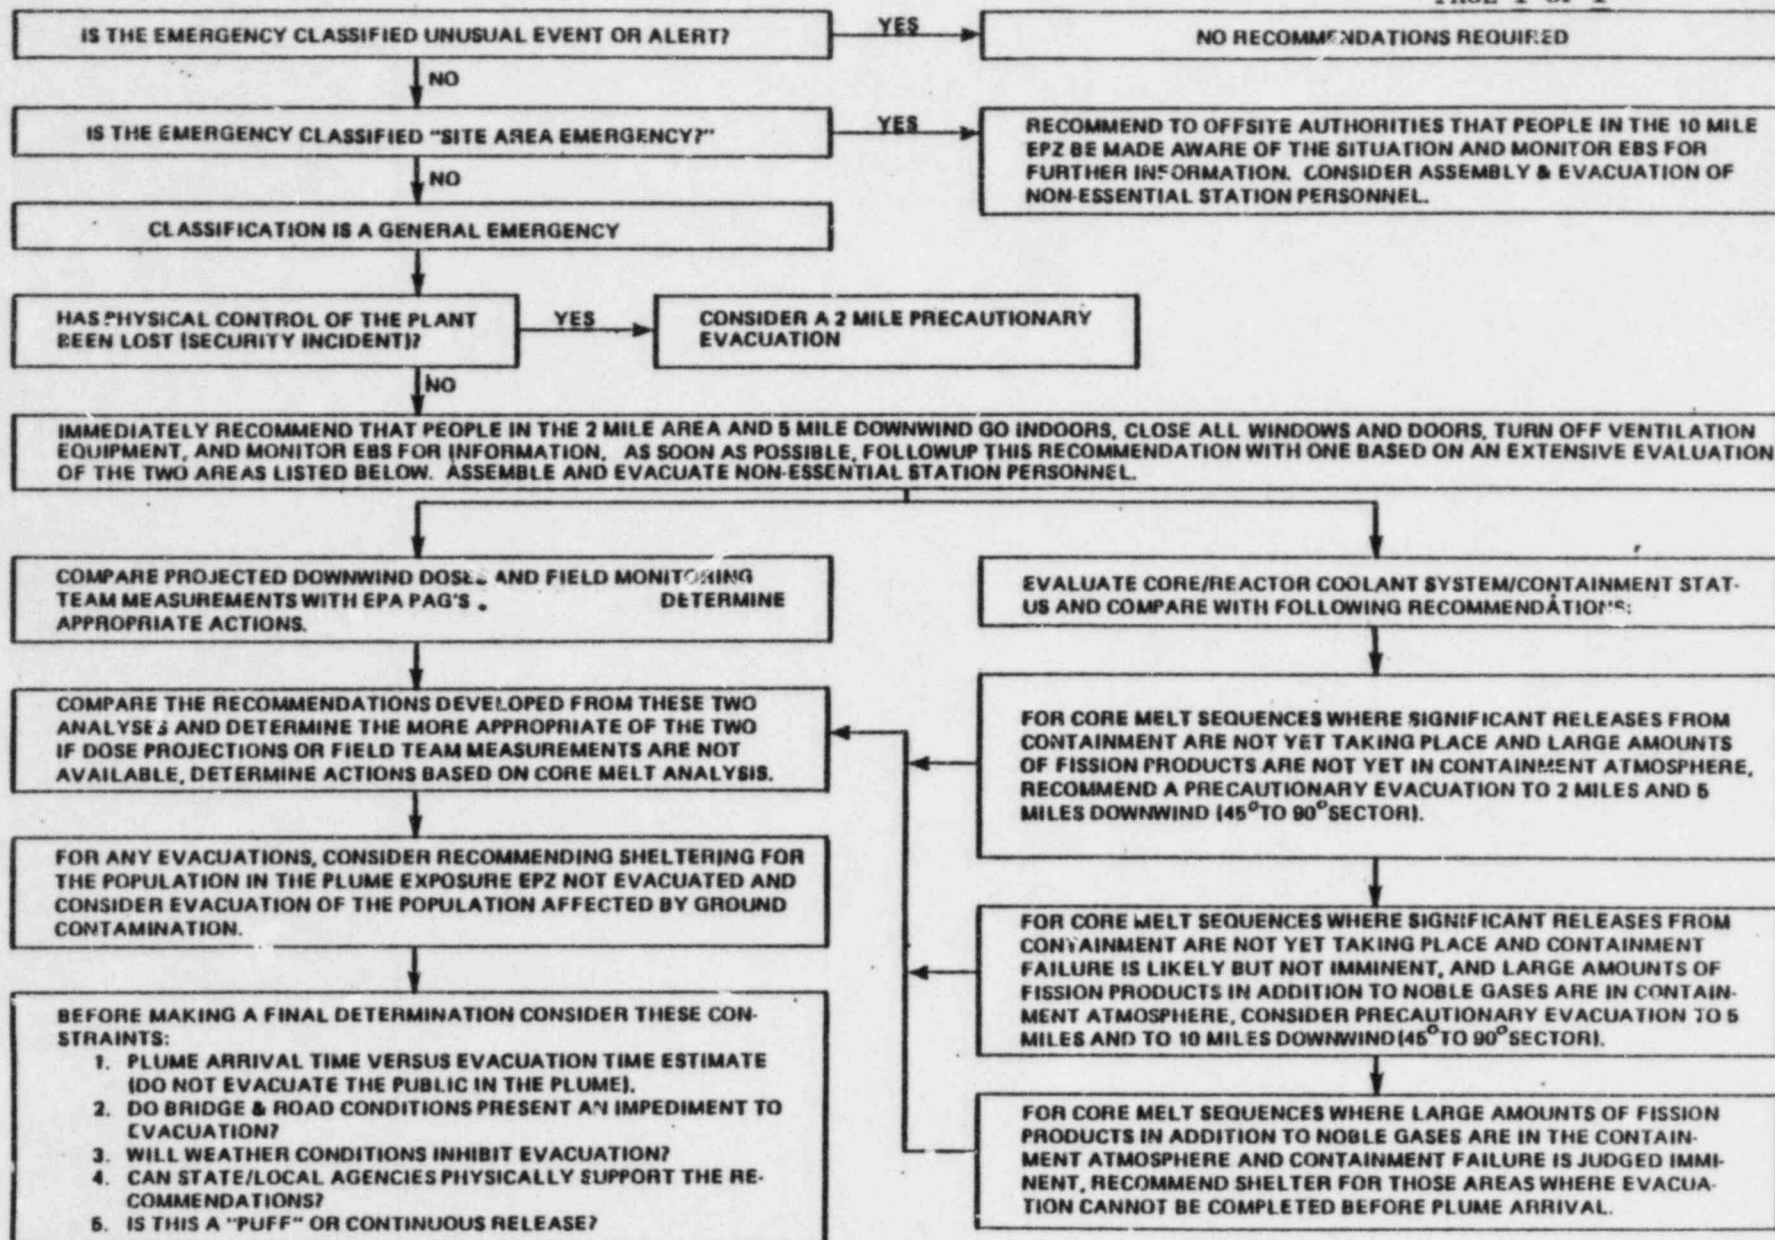 PAGE 1 OF 1
IS THE EMERGENCY CLASSIFIED UNUSUAL EVENT OR ALERT?
YES
NO RECOMMENDATIONS REQUIRED
NO
IS THE EMERGENCY CLASSIFIED "SITE AREA EMERGENCY?"
YES
RECOMMEND TO OFFSITE AUTHORITIES THAT PEOPLE IN THE 10 MILE
EPZ BE MADE AWARE OF THE SITUATION AND MONITOR EBS FOR
FURTHER INFORMATION. CONSIDER ASSEMBLY & EVACUATION OF
NON-ESSENTIAL STATION PERSONNEL.
NO
CLASSIFICATION IS A GENERAL EMERGENCY
HAS PHYSICAL CONTROL OF THE PLANT
BEEN LOST (SECURITY INCIDENT)?
YES
CONSIDER A 2 MILE PRECAUTIONARY
EVACUATION
NO
IMMEDIATELY RECOMMEND THAT PEOPLE IN THE 2 MILE AREA AND 5 MILE DOWNWIND GO INDOORS, CLOSE ALL WINDOWS AND DOORS, TURN OFF VENTILATION
EQUIPMENT, AND MONITOR EBS FOR INFORMATION. AS SOON AS POSSIBLE, FOLLOWUP THIS RECOMMENDATION WITH ONE BASED ON AN EXTENSIVE EVALUATION
OF THE TWO AREAS LISTED BELOW. ASSEMBLE AND EVACUATE NON-ESSENTIAL STATION PERSONNEL.
COMPARE PROJECTED DOWNWIND DOSES AND FIELD MONITORING
TEAM MEASUREMENTS WITH EPA PAG'S. DETERMINE
APPROPRIATE ACTIONS.
COMPARE THE RECOMMENDATIONS DEVELOPED FROM THESE TWO
ANALYSES AND DETERMINE THE MORE APPROPRIATE OF THE TWO
IF DOSE PROJECTIONS OR FIELD TEAM MEASUREMENTS ARE NOT
AVAILABLE, DETERMINE ACTIONS BASED ON CORE MELT ANALYSIS.
FOR ANY EVACUATIONS, CONSIDER RECOMMENDING SHELTERING FOR
THE POPULATION IN THE PLUME EXPOSURE EPZ NOT EVACUATED AND
CONSIDER EVACUATION OF THE POPULATION AFFECTED BY GROUND
CONTAMINATION.
BEFORE MAKING A FINAL DETERMINATION CONSIDER THESE CON-
STRAINTS:
1. PLUME ARRIVAL TIME VERSUS EVACUATION TIME ESTIMATE
(DO NOT EVACUATE THE PUBLIC IN THE PLUME).
2. DO BRIDGE & ROAD CONDITIONS PRESENT AN IMPEDIMENT TO
EVACUATION?
3. WILL WEATHER CONDITIONS INHIBIT EVACUATION?
4. CAN STATE/LOCAL AGENCIES PHYSICALLY SUPPORT THE RE-
COMMENDATIONS?
5. IS THIS A "PUFF" OR CONTINUOUS RELEASE?
EVALUATE CORE/REACTOR COOLANT SYSTEM/CONTAINMENT STAT-
US AND COMPARE WITH FOLLOWING RECOMMENDATIONS:
FOR CORE MELT SEQUENCES WHERE SIGNIFICANT RELEASES FROM
CONTAINMENT ARE NOT YET TAKING PLACE AND LARGE AMOUNTS
OF FISSION PRODUCTS ARE NOT YET IN CONTAINMENT ATMOSPHERE,
RECOMMEND A PRECAUTIONARY EVACUATION TO 2 MILES AND 5
MILES DOWNWIND (45° TO 90° SECTOR).
FOR CORE MELT SEQUENCES WHERE SIGNIFICANT RELEASES FROM
CONTAINMENT ARE NOT YET TAKING PLACE AND CONTAINMENT
FAILURE IS LIKELY BUT NOT IMMINENT, AND LARGE AMOUNTS OF
FISSION PRODUCTS IN ADDITION TO NOBLE GASES ARE IN CONTAIN-
MENT ATMOSPHERE, CONSIDER PRECAUTIONARY EVACUATION TO 5
MILES AND TO 10 MILES DOWNWIND (45° TO 90° SECTOR).
FOR CORE MELT SEQUENCES WHERE LARGE AMOUNTS OF FISSION
PRODUCTS IN ADDITION TO NOBLE GASES ARE IN THE CONTAIN-
MENT ATMOSPHERE AND CONTAINMENT FAILURE IS JUDGED IMMI-
NENT, RECOMMEND SHELTER FOR THOSE AREAS WHERE EVACUA-
TION CANNOT BE COMPLETED BEFORE PLUME ARRIVAL.